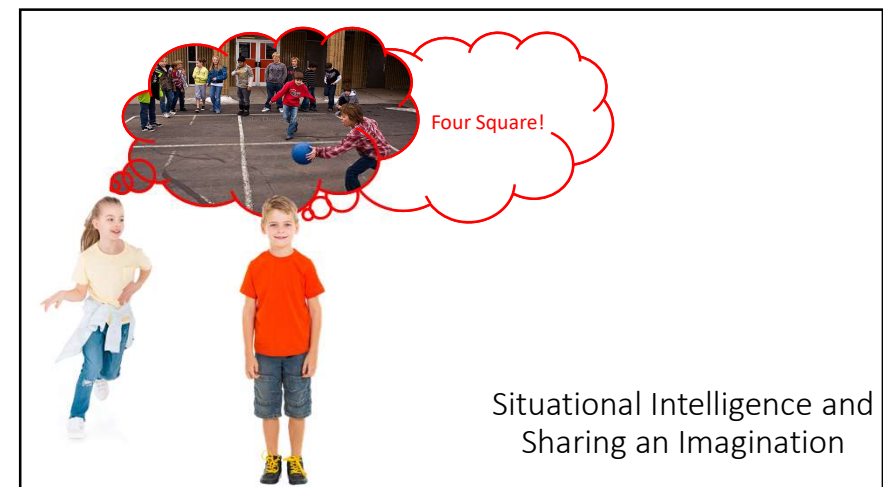 Four Square!
Situational Intelligence and
Sharing an Imagination